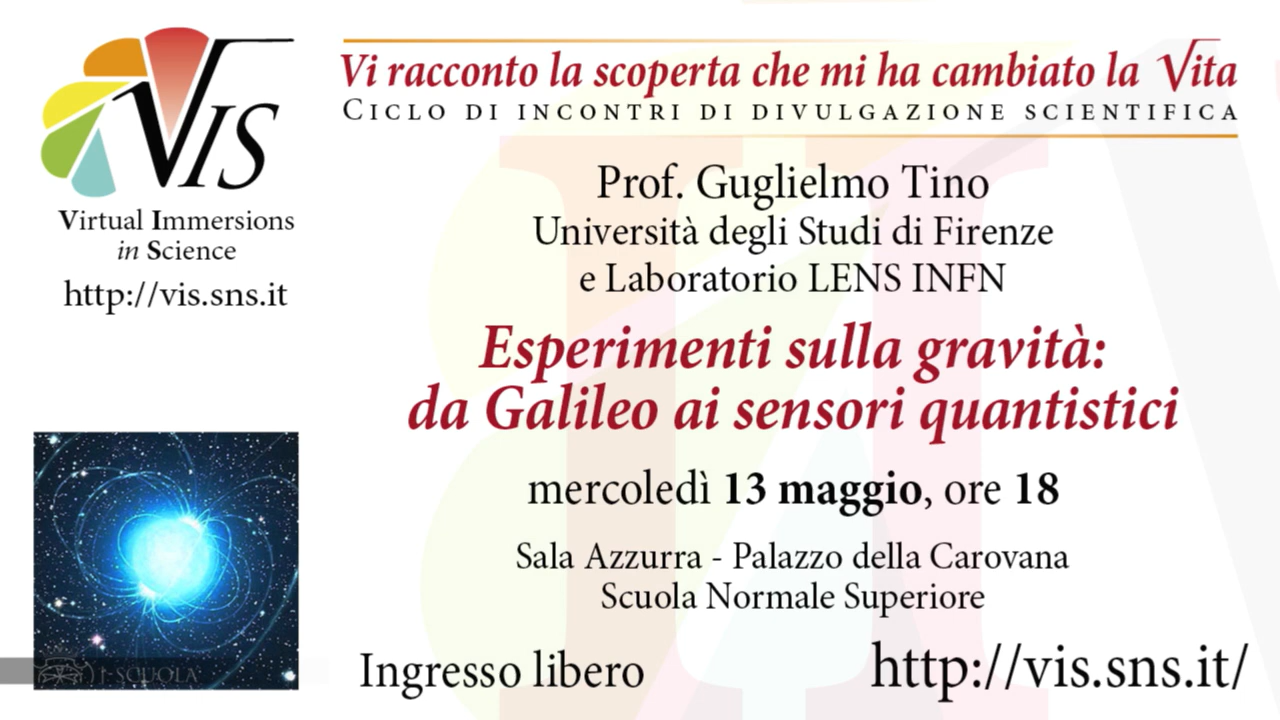 VIS
Virtual Immersions
in Science
http://vis.sns.it
Vi racconto la scoperta che mi ha cambiato la Vita
CICLO DI INCONTRI DI DIVULGAZIONE SCIENTIFICA
Prof. Guglielmo Tino
Università degli Studi di Firenze
e Laboratorio LENS INFN
Esperimenti sulla gravità:
da Galileo ai sensori quantistici
mercoledì 13 maggio, ore 18
Sala Azzurra - Palazzo della Carovana
Scuola Normale Superiore
SCUOLA
Ingresso libero
http://vis.sns.it/